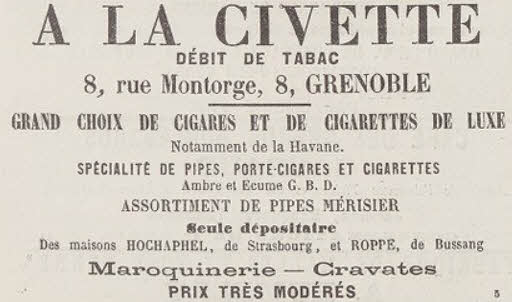 A LA CIVETTE
DÉBIT DE TABAC
8, rue Montorge, 8, GRENOBLE
GRAND CHOIX DE CIGARES ET DE CIGARETTES DE LUXE
Notamment de la Havane.
SPÉCIALITÉ DE PIPES, PORTE-CIGARES ET CIGARETTES
Ambre et Ecume G. B. D.
ASSORTIMENT DE PIPES MÉRISIER
Seule dépositaire
Des maisons HOCHAPHEL, de Strasbourg, et ROPPE, de Bussang
Maroquinerie — Cravates
PRIX TRÈS MODÉRÉS
5